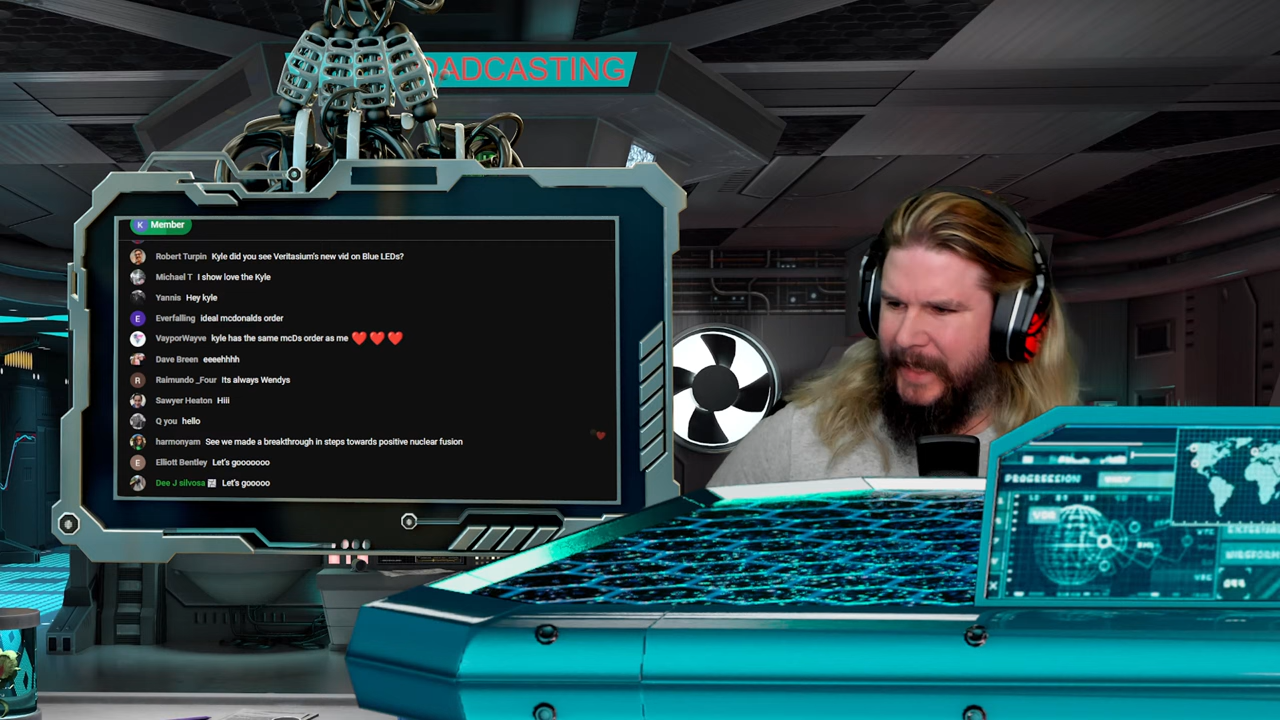 OADCASTING
K Member
Robert Turpin Kyle did you see Veritasium's new vid on Blue LEDs?
Michael T I show love the Kyle
Yannis Hey kyle
E Everfalling ideal mcdonalds order
VayporWayve kyle has the same mcDs order as me ❤️ ❤️ ❤️
Dave Breen eeeehhhh
R Raimundo _Four Its always Wendys
Sawyer Heaton Hiii
Q you hello
harmonyam See we made a breakthrough in steps towards positive nuclear fusion
E Elliott Bentley Let's gooooooo
Dee J silvosa Let's gooooo
PROGRESSION